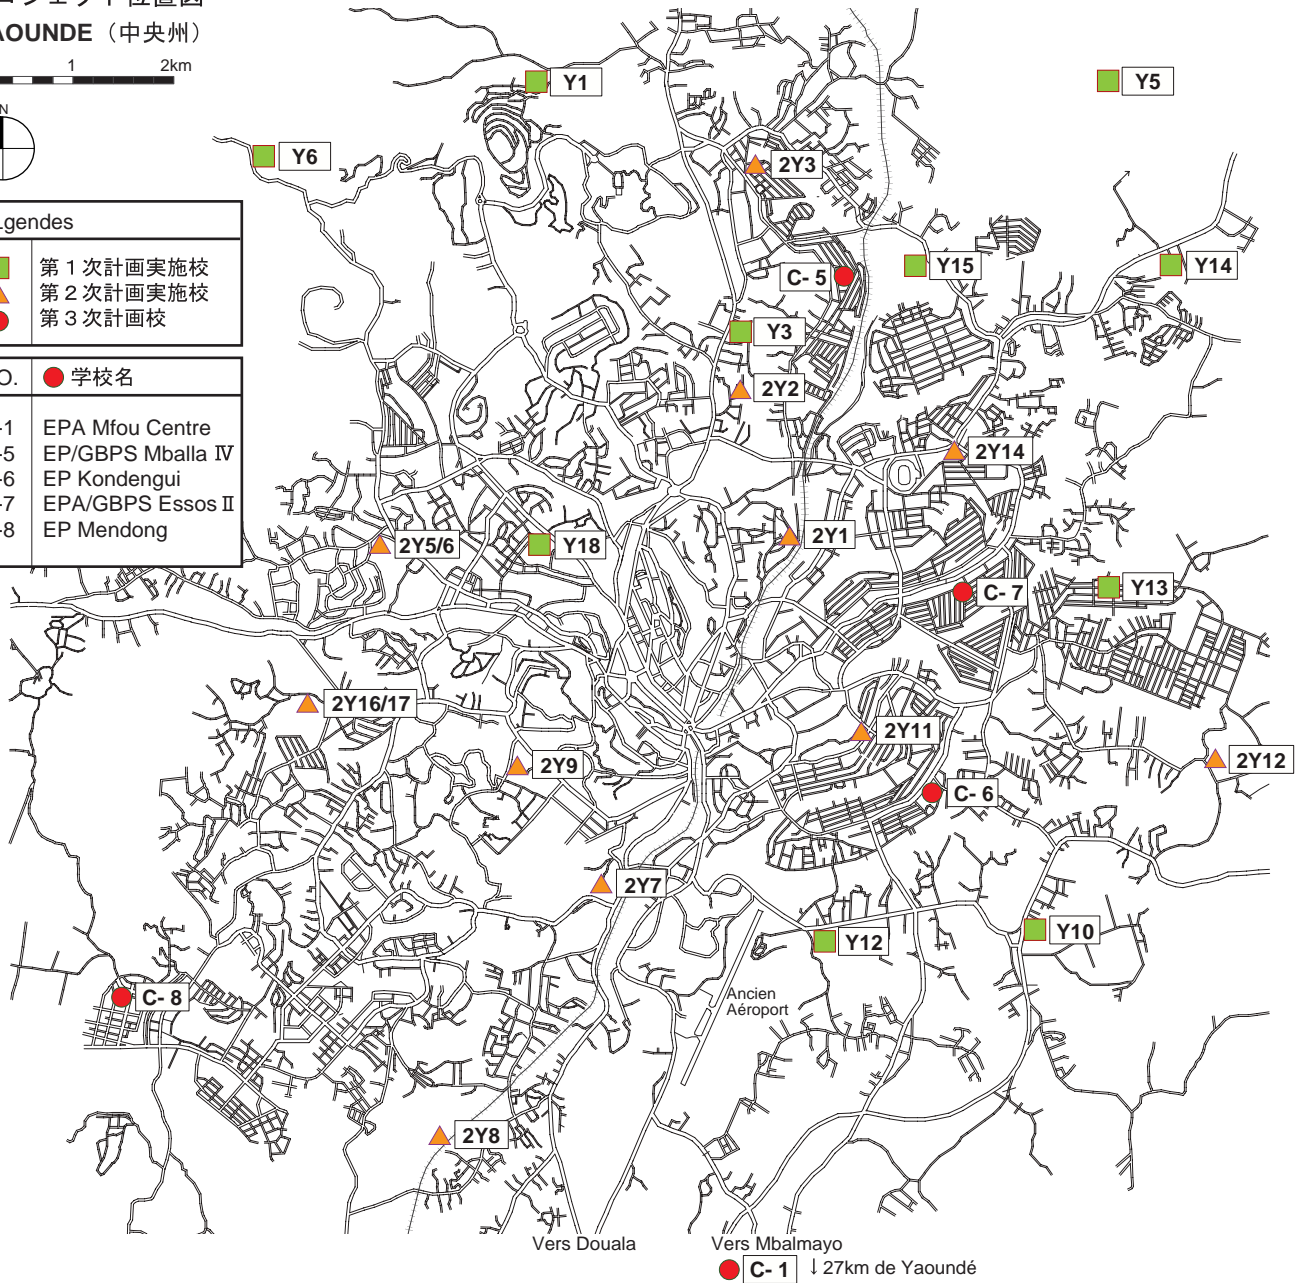 AOUNDE（中央州）
1 2km
N
Y1
Y5
Y6
2Y3
gendes
第１次計画実施校
第２次計画実施校
第３次計画校
Y15
Y14
C- 5
Y3
2Y2
O. 学校名
-1 EPA Mfou Centre
-5 EP/GBPS Mballa Ⅳ
-6 EP Kondengui
-7 EPA/GBPS Essos Ⅱ
-8 EP Mendong
2Y14
2Y5/6
Y18
2Y1
C- 7
Y13
2Y16/17
2Y11
2Y9
2Y12
C- 6
2Y7
Y12
Y10
C- 8
Ancien
Aéroport
2Y8
Vers Douala
Vers Mbalmayo
C- 1 ↓27km de Yaoundé